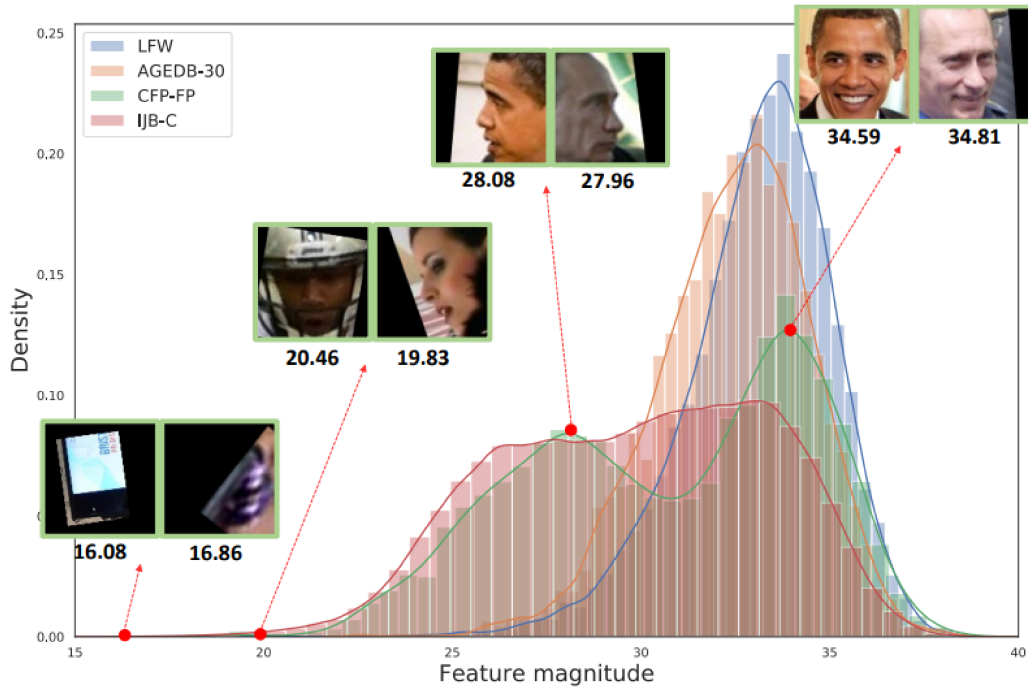 0.25
0.20
0.15
0.10
0.00
Density
LFW
AGEDB-30
CFP-FP
IJB-C
28.08 27.96
34.59 34.81
20.46 19.83
16.08 16.86
15 20 25 30 35 40
Feature magnitude